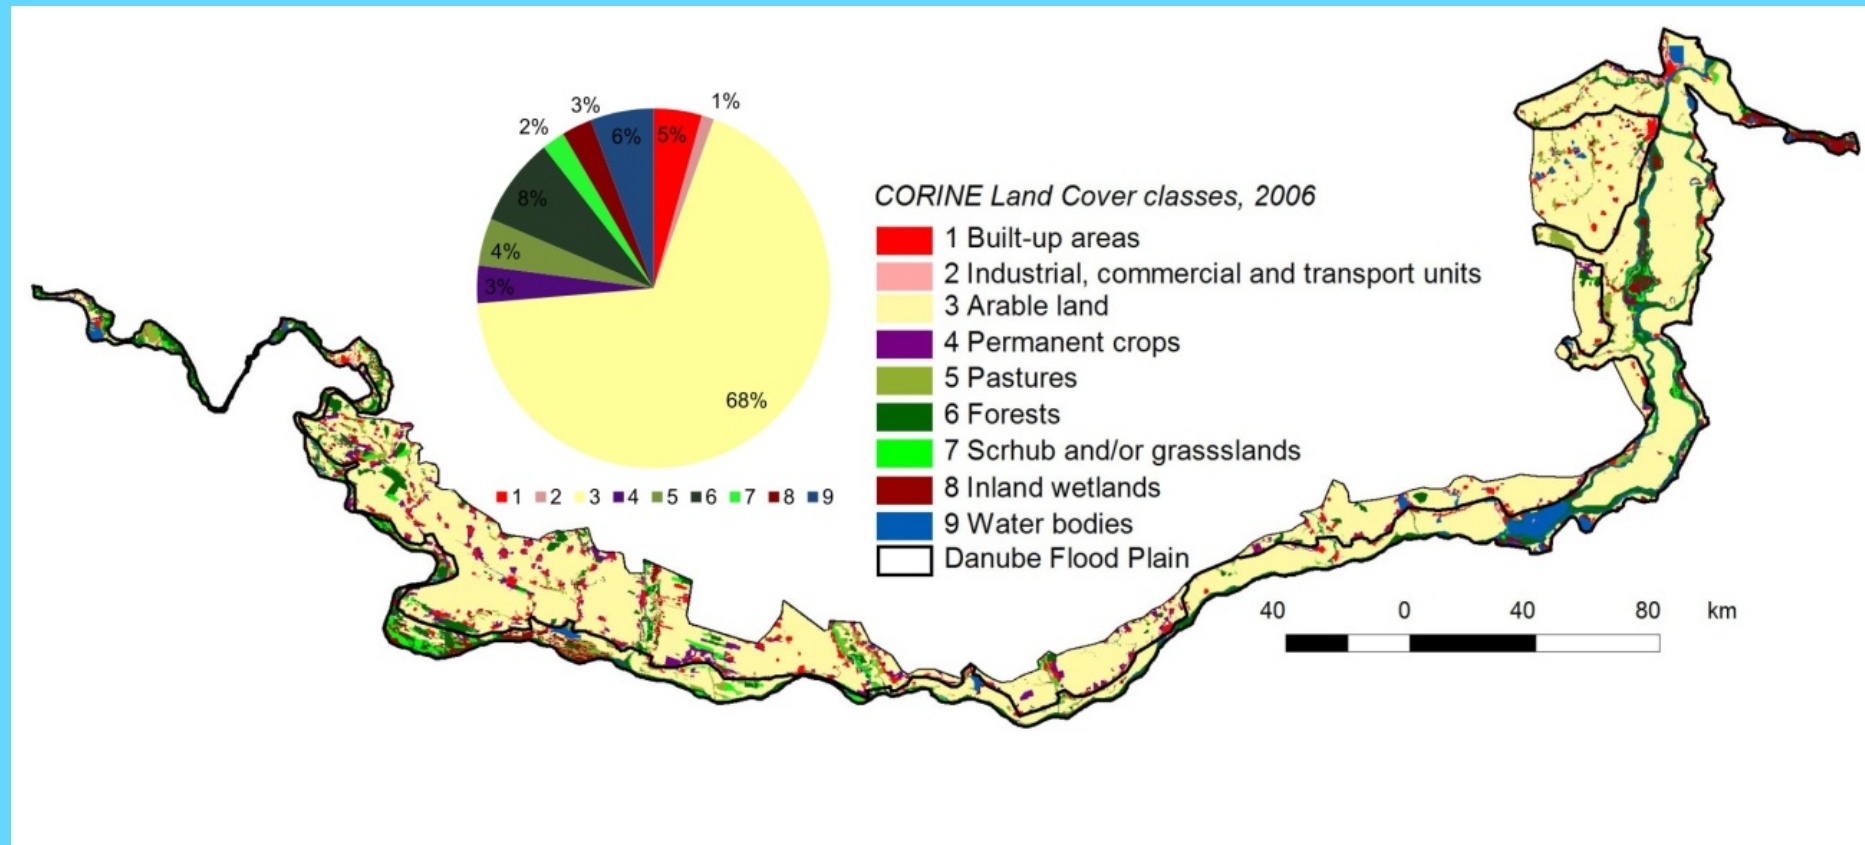 3%
1%
2%
6%
5%
8%
4%
3%
68%
1 2 3 4 5 6 7 8 9
CORINE Land Cover classes, 2006
1 Built-up areas
2 Industrial, commercial and transport units
3 Arable land
4 Permanent crops
5 Pastures
6 Forests
7 Scrhub and/or grassslands
8 Inland wetlands
9 Water bodies
Danube Flood Plain
40 0 40 80 km